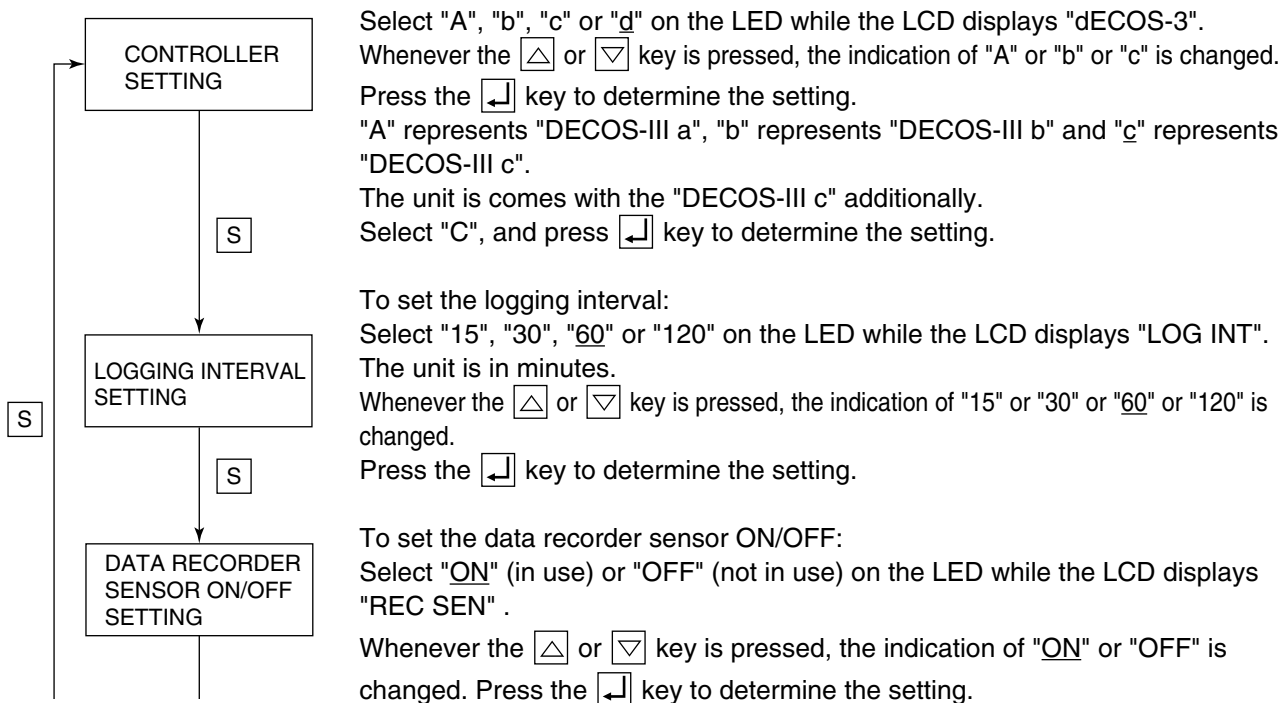 CONTROLLER
SETTING
Select "A", "b", "c" or "d" on the LED while the LCD displays "dECOS-3".
Whenever the △ or ▽ key is pressed, the indication of "A" or "b" or "c" is changed.
Press the ↵ key to determine the setting.
"A" represents "DECOS-III a", "b" represents "DECOS-III b" and "c" represents
"DECOS-III c".
The unit is comes with the "DECOS-III c" additionally.
Select "C", and press ↵ key to determine the setting.
S
LOGGING INTERVAL
SETTING
To set the logging interval:
Select "15", "30", "60" or "120" on the LED while the LCD displays "LOG INT".
The unit is in minutes.
Whenever the △ or ▽ key is pressed, the indication of "15" or "30" or "60" or "120" is
changed.
Press the ↵ key to determine the setting.
S
S
DATA RECORDER
SENSOR ON/OFF
SETTING
To set the data recorder sensor ON/OFF:
Select "ON" (in use) or "OFF" (not in use) on the LED while the LCD displays
"REC SEN" .
Whenever the △ or ▽ key is pressed, the indication of "ON" or "OFF" is
changed. Press the ↵ key to determine the setting.